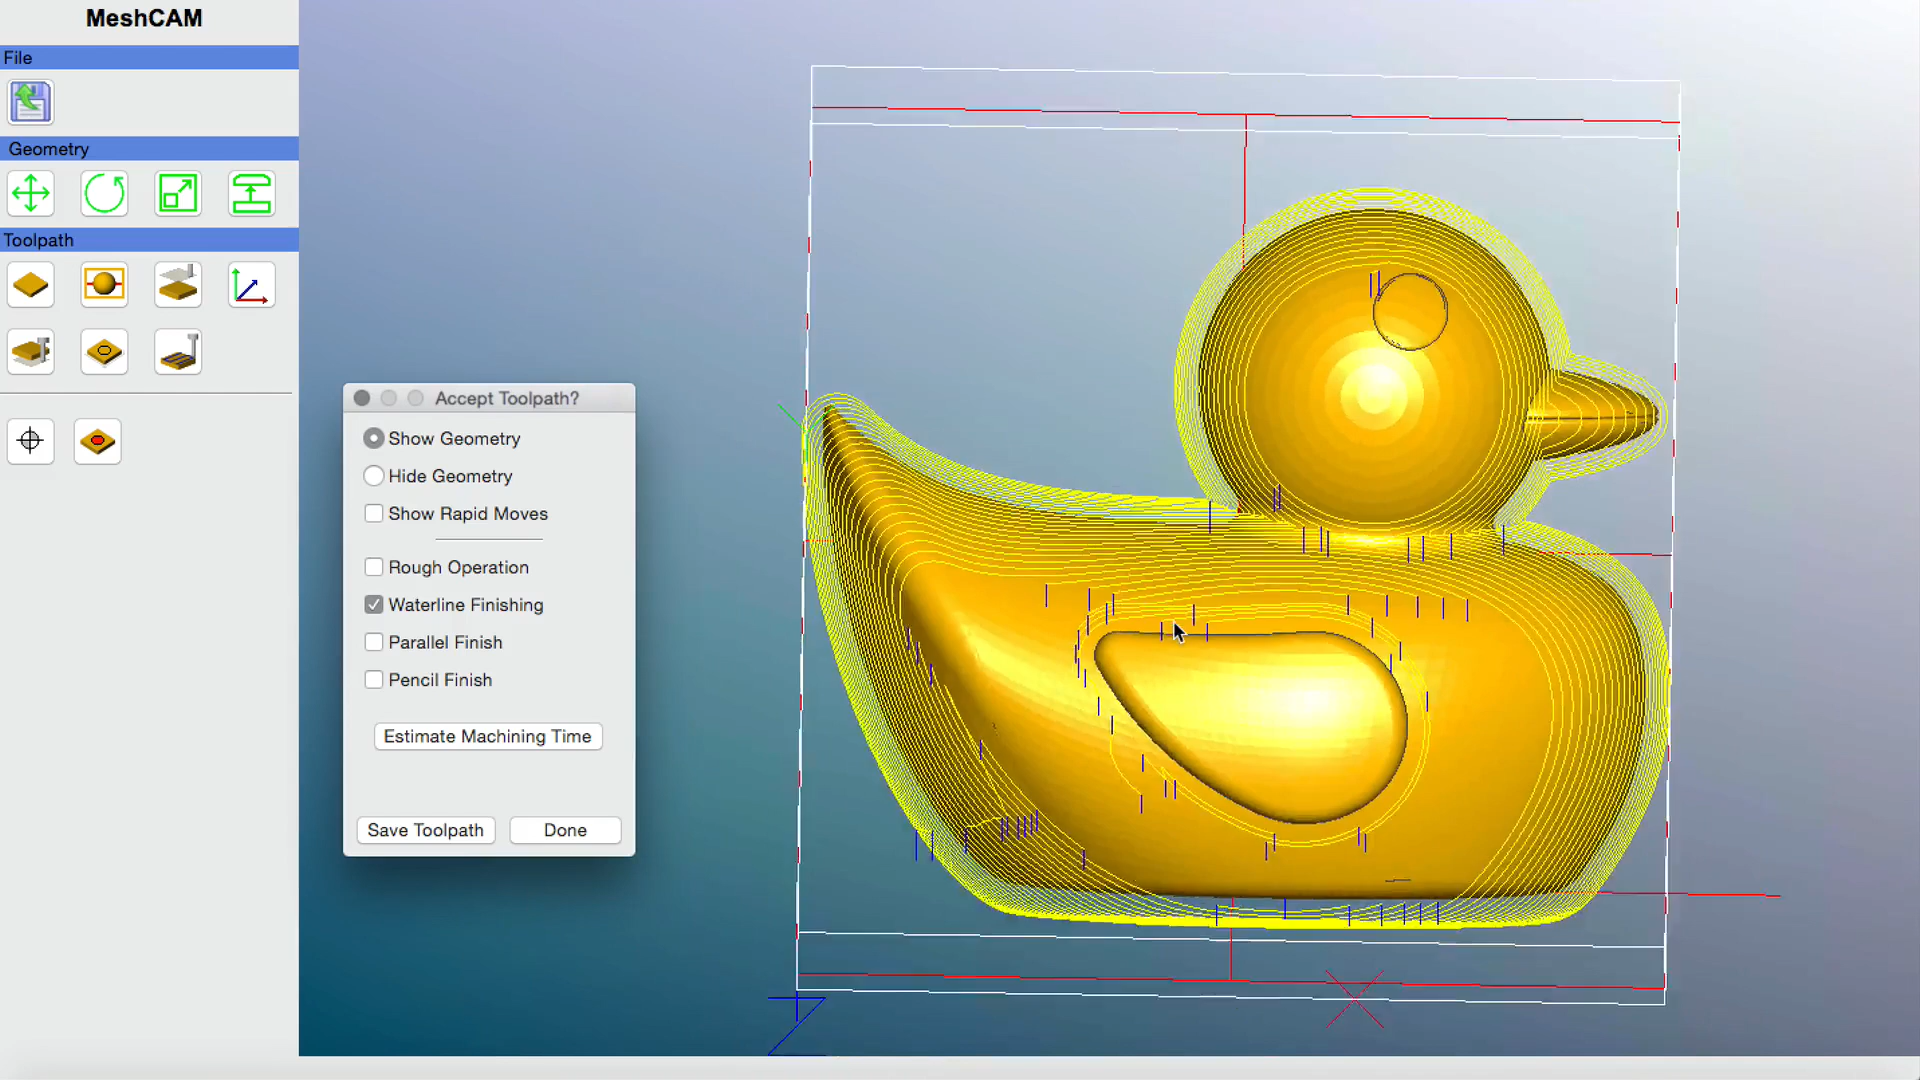 MeshCAM
File
Geometry
Toolpath
Accept Toolpath?
Show Geometry
Hide Geometry
Show Rapid Moves
Rough Operation
Waterline Finishing
Parallel Finish
Pencil Finish
Estimate Machining Time
Save Toolpath
Done